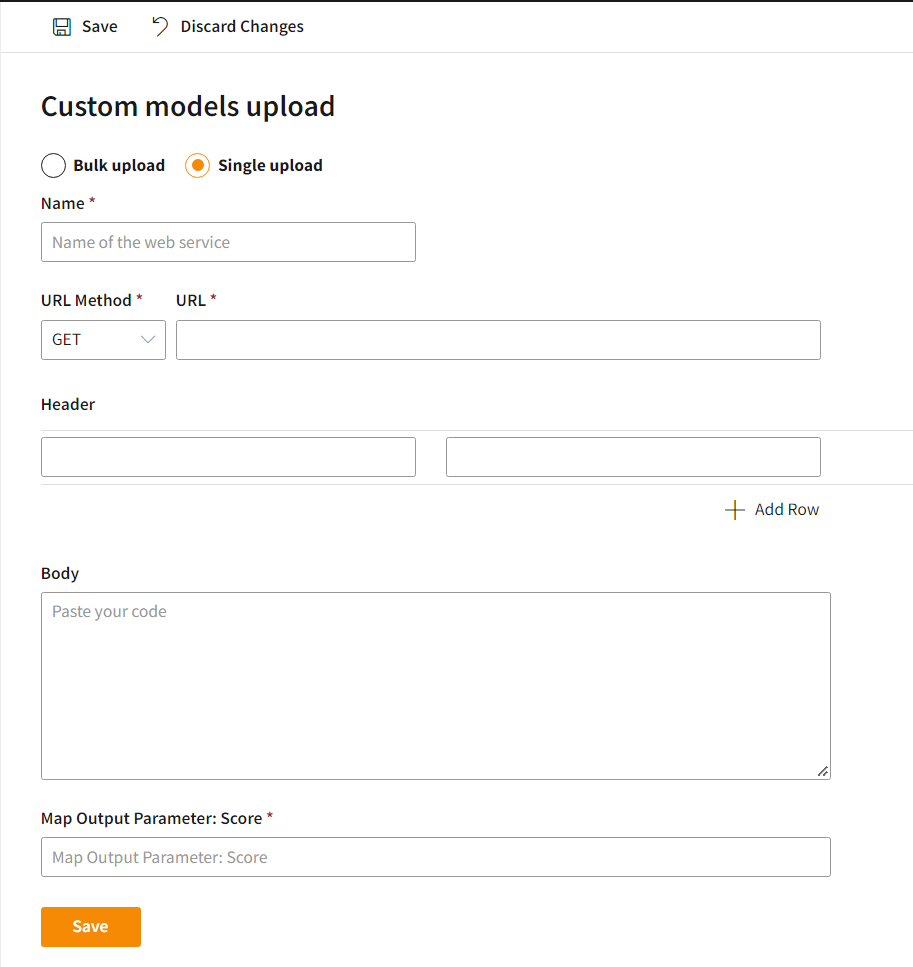 Save Discard Changes
Custom models upload
Bulk upload Single upload
Name *
Name of the web service
URL Method * URL *
GET
Header
Add Row
Body
Paste your code
Map Output Parameter: Score *
Map Output Parameter: Score
Save